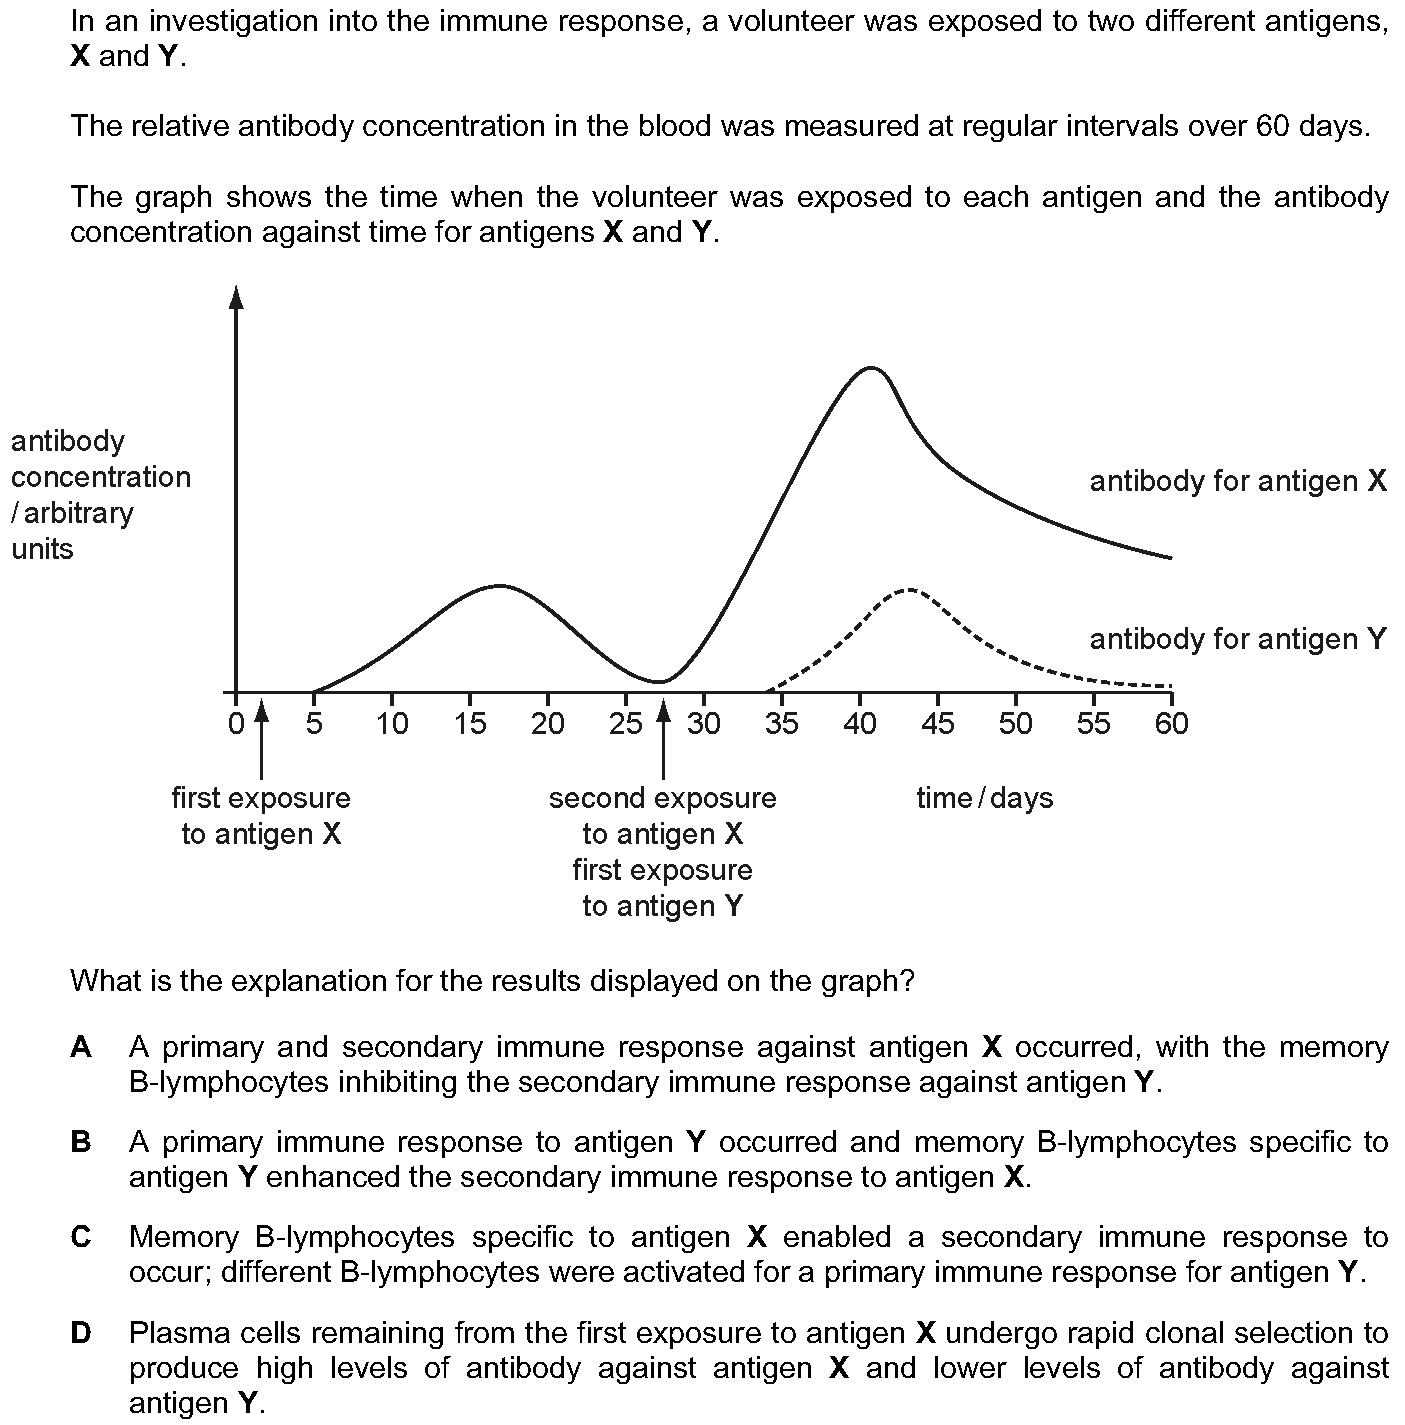 In an investigation into the immune response, a volunteer was exposed to two different antigens,
X and Y.
The relative antibody concentration in the blood was measured at regular intervals over 60 days.
The graph shows the time when the volunteer was exposed to each antigen and the antibody
concentration against time for antigens X and Y.
antibody
concentration
/ arbitrary
units
antibody for antigen X
antibody for antigen Y
0 5 10 15 20 25 30 35 40 45 50 55 60
first exposure
to antigen X
second exposure
to antigen X
first exposure
to antigen Y
time / days
What is the explanation for the results displayed on the graph?
A A primary and secondary immune response against antigen X occurred, with the memory
B-lymphocytes inhibiting the secondary immune response against antigen Y.
B A primary immune response to antigen Y occurred and memory B-lymphocytes specific to
antigen Y enhanced the secondary immune response to antigen X.
C Memory B-lymphocytes specific to antigen X enabled a secondary immune response to
occur; different B-lymphocytes were activated for a primary immune response for antigen Y.
D Plasma cells remaining from the first exposure to antigen X undergo rapid clonal selection to
produce high levels of antibody against antigen X and lower levels of antibody against
antigen Y.